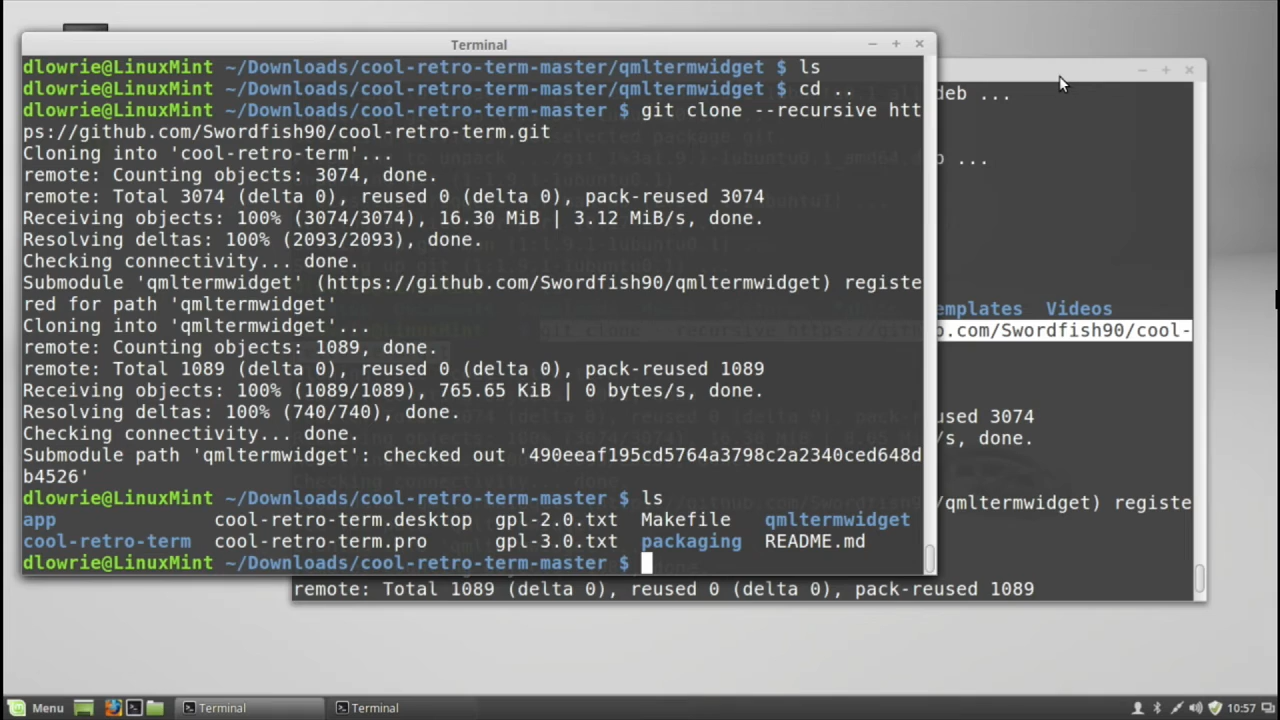 Terminal
dlowrie@LinuxMint ~/Downloads/cool-retro-term-master/qmltermwidget $ ls
dlowrie@LinuxMint ~/Downloads/cool-retro-term-master/qmltermwidget $ cd ..
dlowrie@LinuxMint ~/Downloads/cool-retro-term-master $ git clone --recursive htt
ps://github.com/Swordfish90/cool-retro-term.git
Cloning into 'cool-retro-term'...
remote: Counting objects: 3074, done.
remote: Total 3074 (delta 0), reused 0 (delta 0), pack-reused 3074
Receiving objects: 100% (3074/3074), 16.30 MiB | 3.12 MiB/s, done.
Resolving deltas: 100% (2093/2093), done.
Checking connectivity... done.
Submodule 'qmltermwidget' (https://github.com/Swordfish90/qmltermwidget) registe
red for path 'qmltermwidget'
Cloning into 'qmltermwidget'...
remote: Counting objects: 1089, done.
remote: Total 1089 (delta 0), reused 0 (delta 0), pack-reused 1089
Receiving objects: 100% (1089/1089), 765.65 KiB | 0 bytes/s, done.
Resolving deltas: 100% (740/740), done.
Checking connectivity... done.
Submodule path 'qmltermwidget': checked out '490eeaf195cd5764a3798c2a2340ced648d
b4526'
dlowrie@LinuxMint ~/Downloads/cool-retro-term-master $ ls
app cool-retro-term.desktop gpl-2.0.txt Makefile qmltermwidget
cool-retro-term cool-retro-term.pro gpl-3.0.txt packaging README.md
dlowrie@LinuxMint ~/Downloads/cool-retro-term-master $
deb ...
...
emplates Videos
.com/Swordfish90/cool-
used 3074
/s, done.
/qmltermwidget) registe
remote: Total 1089 (delta 0), reused 0 (delta 0), pack-reused 1089
Menu Terminal Terminal 10:57